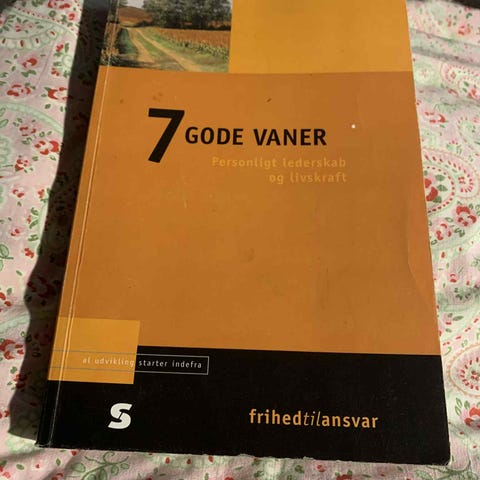 7 GODE VANER
Personligt lederskab
og livskraft
al udvikling starter indefra
S
frihedtilansvar